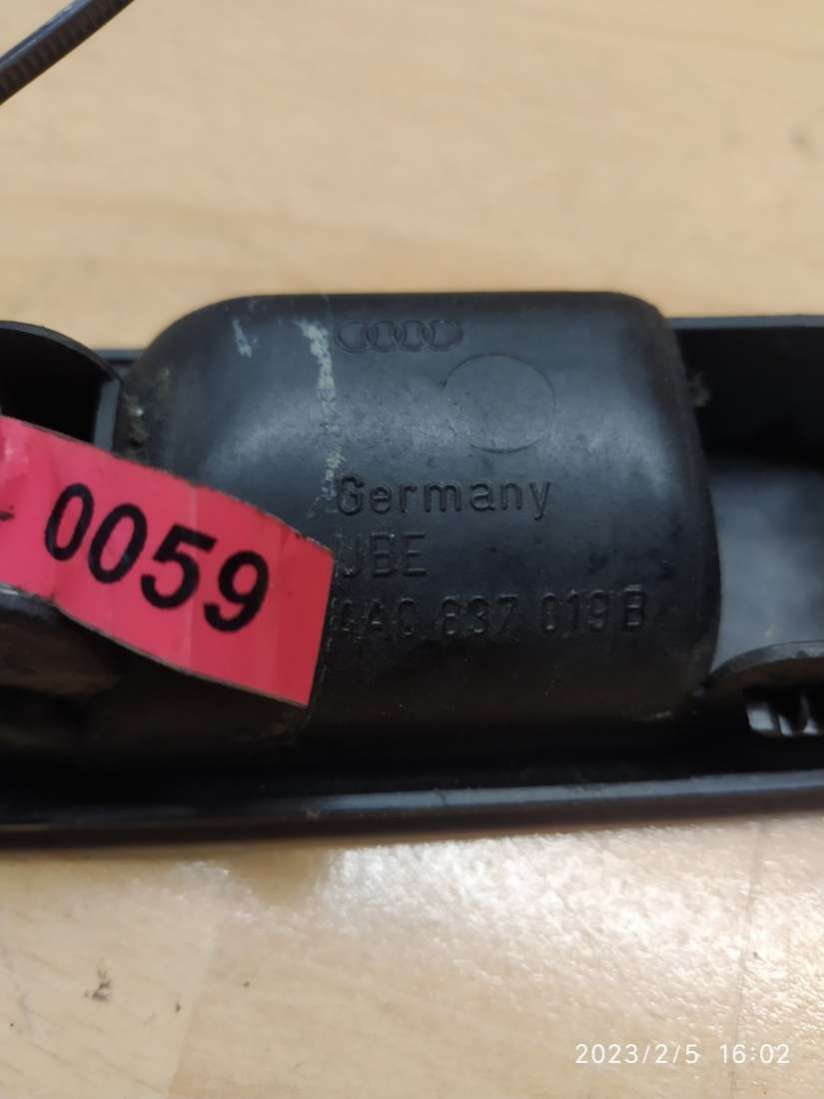 0059
Germany
UBE
4A0 837 019 B
2023/2/5 16:02